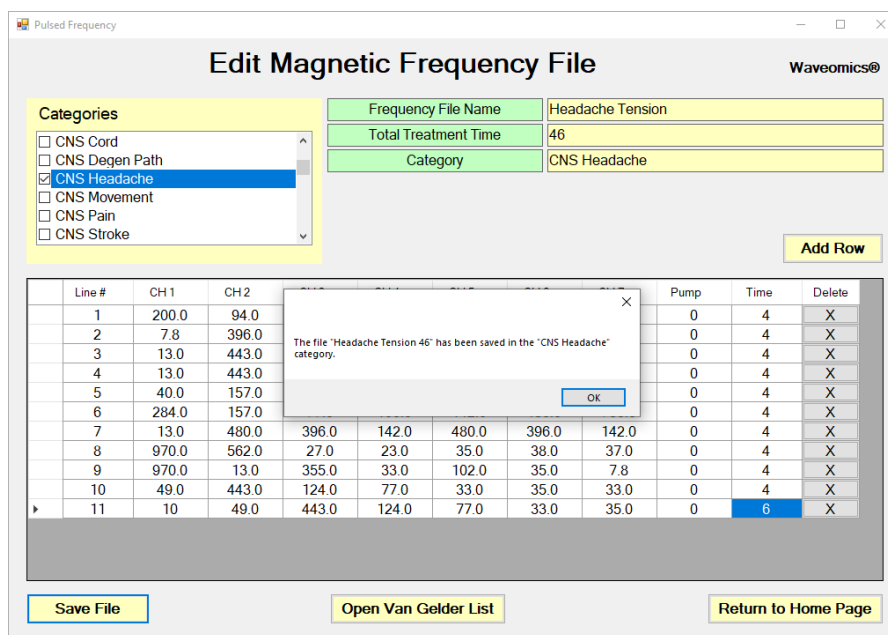 Pulsed Frequency
Edit Magnetic Frequency File
Waveomics®
Categories
CNS Cord
CNS Degen Path
CNS Headache
CNS Movement
CNS Pain
CNS Stroke
Frequency File Name Headache Tension
Total Treatment Time 46
Category CNS Headache
Add Row
Line # CH 1 CH 2 Pump Time Delete
1 200.0 94.0 0 4 X
2 7.8 396.0 0 4 X
3 13.0 443.0 0 4 X
4 13.0 443.0 0 4 X
5 40.0 157.0 0 4 X
6 284.0 157.0 0 4 X
7 13.0 480.0 396.0 142.0 480.0 396.0 142.0 0 4 X
8 970.0 562.0 27.0 23.0 35.0 38.0 37.0 0 4 X
9 970.0 13.0 355.0 33.0 102.0 35.0 7.8 0 4 X
10 49.0 443.0 124.0 77.0 33.0 35.0 33.0 0 4 X
11 10 49.0 443.0 124.0 77.0 33.0 35.0 0 6 X
The file "Headache Tension 46" has been saved in the "CNS Headache"
category.
OK
Save File
Open Van Gelder List
Return to Home Page